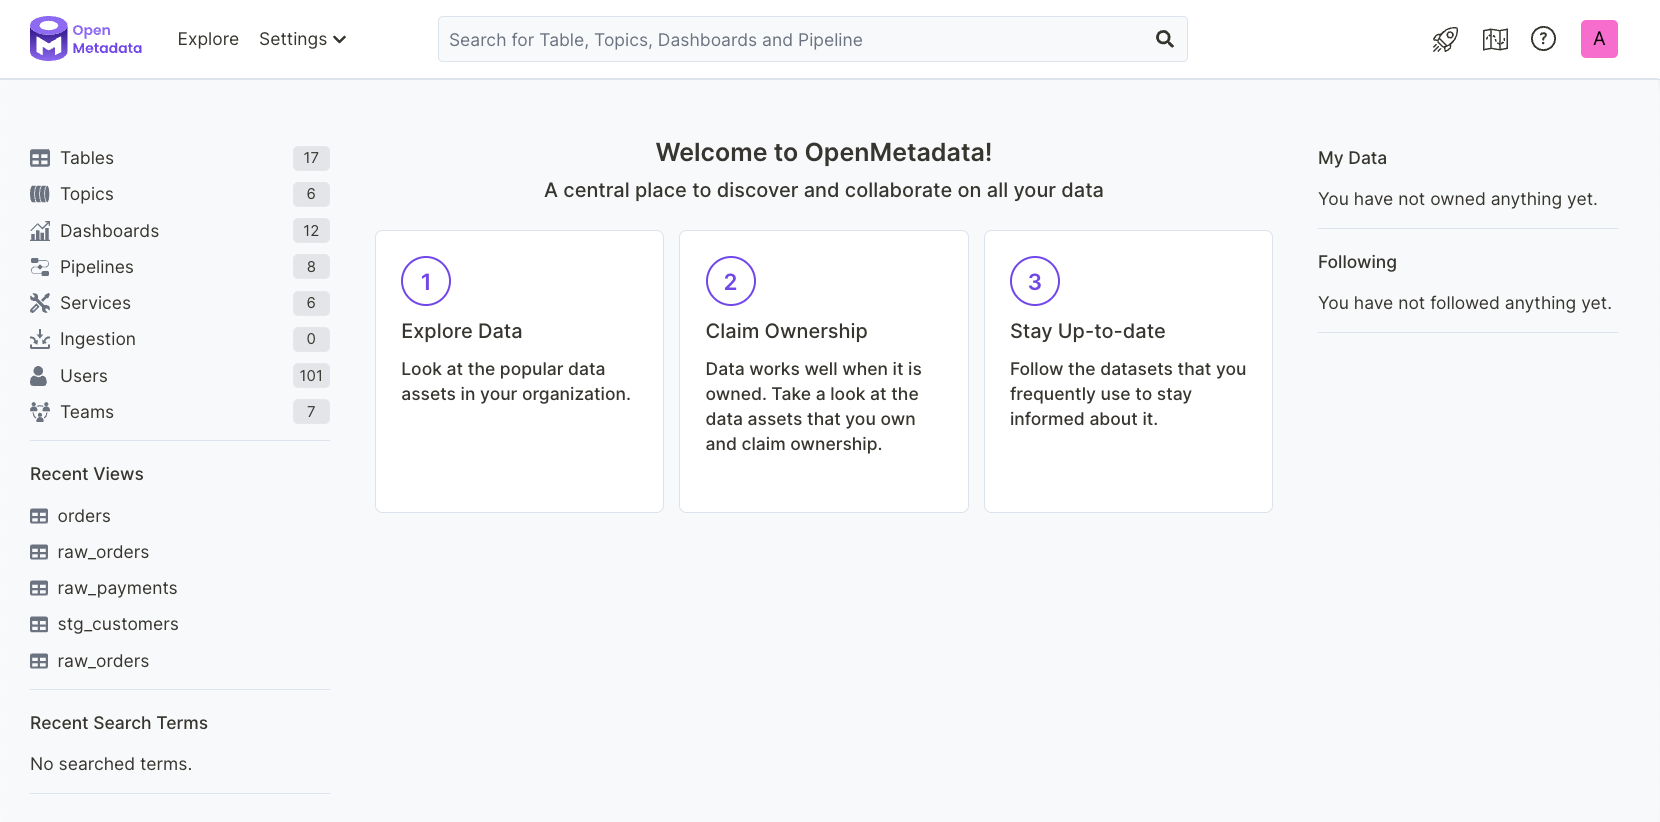 Open
Metadata
Explore Settings
Search for Table, Topics, Dashboards and Pipeline
?
A
Tables 17
Topics 6
Dashboards 12
Pipelines 8
Services 6
Ingestion 0
Users 101
Teams 7
Recent Views
orders
raw_orders
raw_payments
stg_customers
raw_orders
Recent Search Terms
No searched terms.
Welcome to OpenMetadata!
A central place to discover and collaborate on all your data
1
Explore Data
Look at the popular data
assets in your organization.
2
Claim Ownership
Data works well when it is
owned. Take a look at the
data assets that you own
and claim ownership.
3
Stay Up-to-date
Follow the datasets that you
frequently use to stay
informed about it.
My Data
You have not owned anything yet.
Following
You have not followed anything yet.